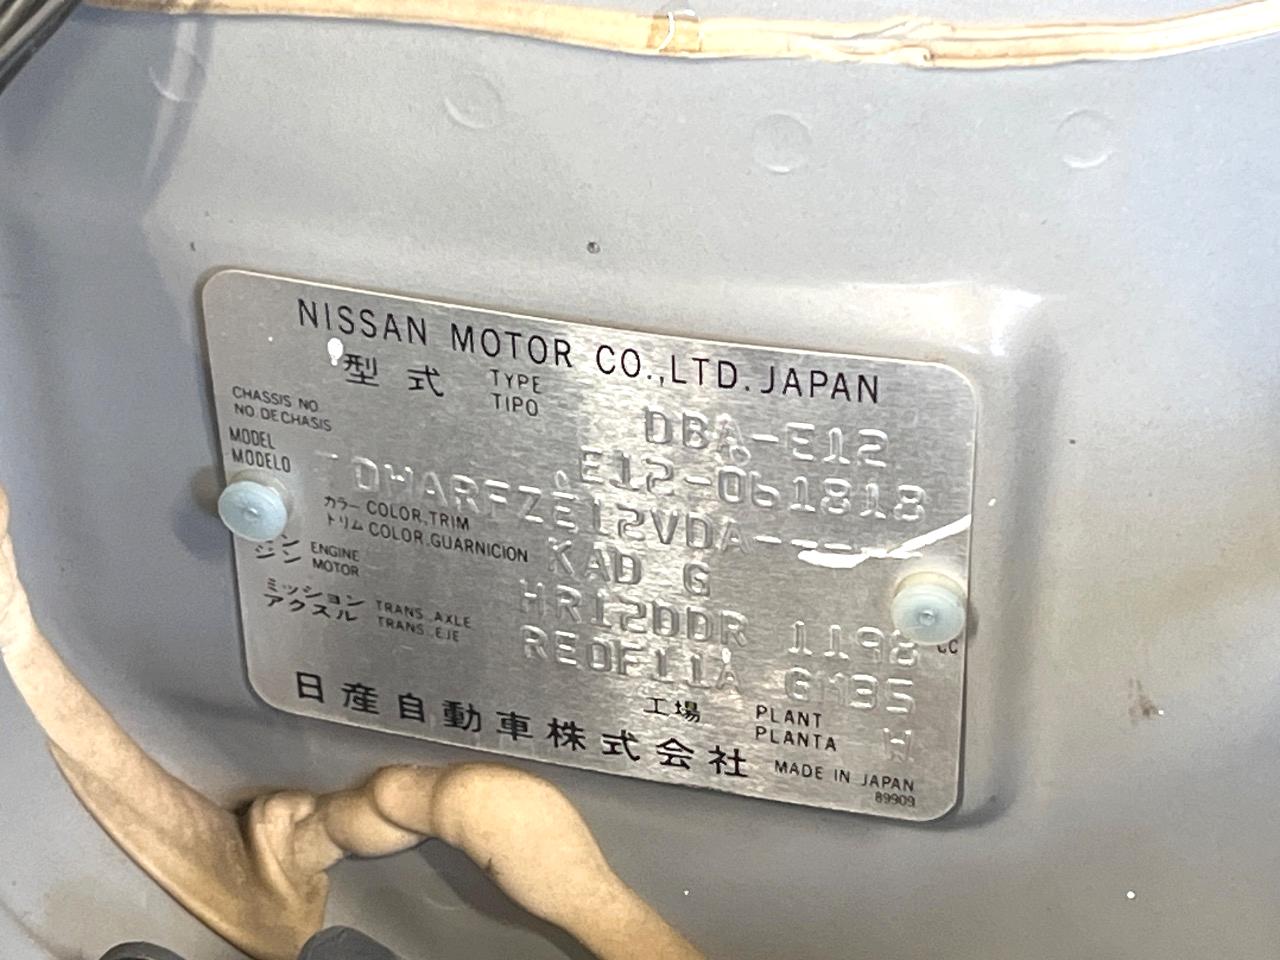 NISSAN MOTOR CO.,LTD. JAPAN
型式 TYPE TIPO DBA-E12
CHASSIS NO. NO. DE CHASIS E12-061818
MODEL MODELO TDHARFZE12VDA-----
カラー COLOR,TRIM
トリム COLOR.GUARNICION KAD G
ン
ジン ENGINE MOTOR HR12DDR 1198 cc
ミッション TRANS. AXLE
アクスル TRANS. EJE RE0F11A GM35
工場 PLANT PLANTA W
日産自動車株式会社 MADE IN JAPAN
89909